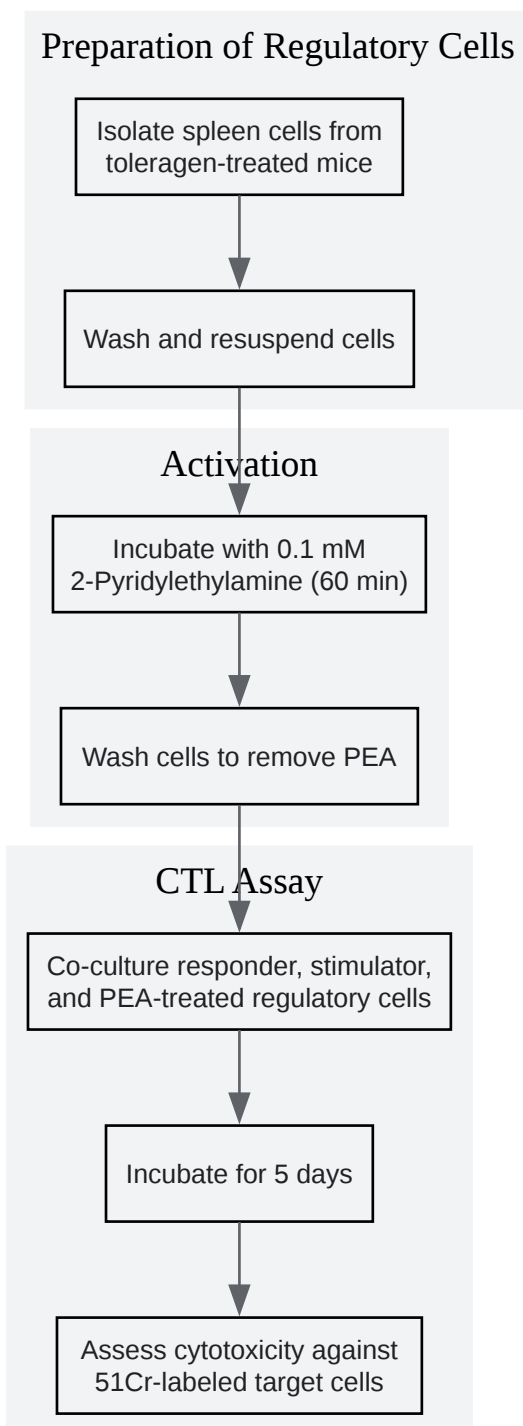 Preparation of Regulatory Cells
Isolate spleen cells from
toleragen-treated mice
Wash and resuspend cells
Activation
Incubate with 0.1 mM
2-Pyridylethylamine (60 min)
Wash cells to remove PEA
CTL Assay
Co-culture responder, stimulator,
and PEA-treated regulatory cells
Incubate for 5 days
Assess cytotoxicity against
51Cr-labeled target cells